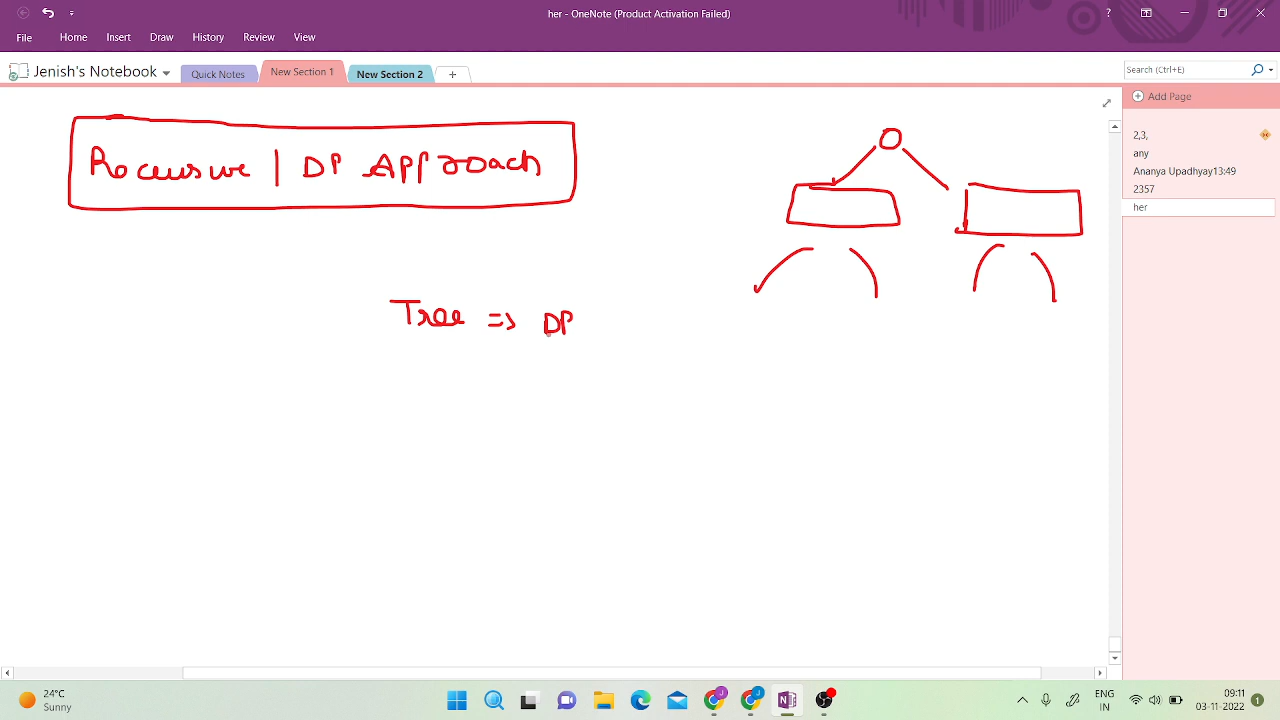 her - OneNote (Product Activation Failed)
File Home Insert Draw History Review View
Jenish's Notebook Quick Notes New Section 1 New Section 2
Search (Ctrl+E)
Add Page
2,3,
any
Ananya Upadhyay13:49
2357
her
Recursive | DP Approach
Tree => DP
24°C
Sunny
ENG
IN
09:11
03-11-2022
1